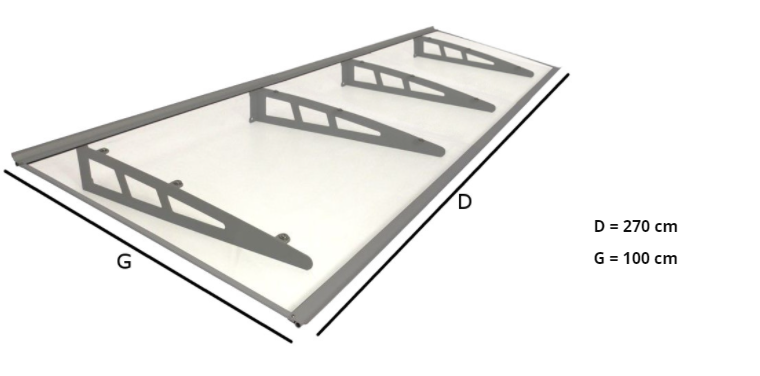 G
D
D = 270 cm
G = 100 cm